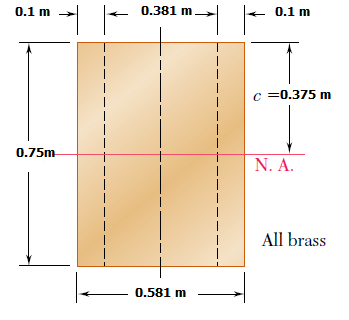 0.1 m
0.381 m
0.1 m
c =0.375 m
0.75m
N. A.
All brass
0.581 m